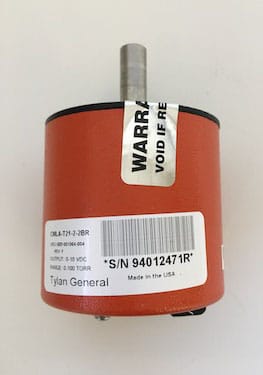 WARRA
VOID IF RE
CMLA-T21-2-2BR
REV. F
OUTPUT: 0-10 VDC
RANGE: 0-100 TORR
Tylan General
*S/N 94012471R*
Made in the USA